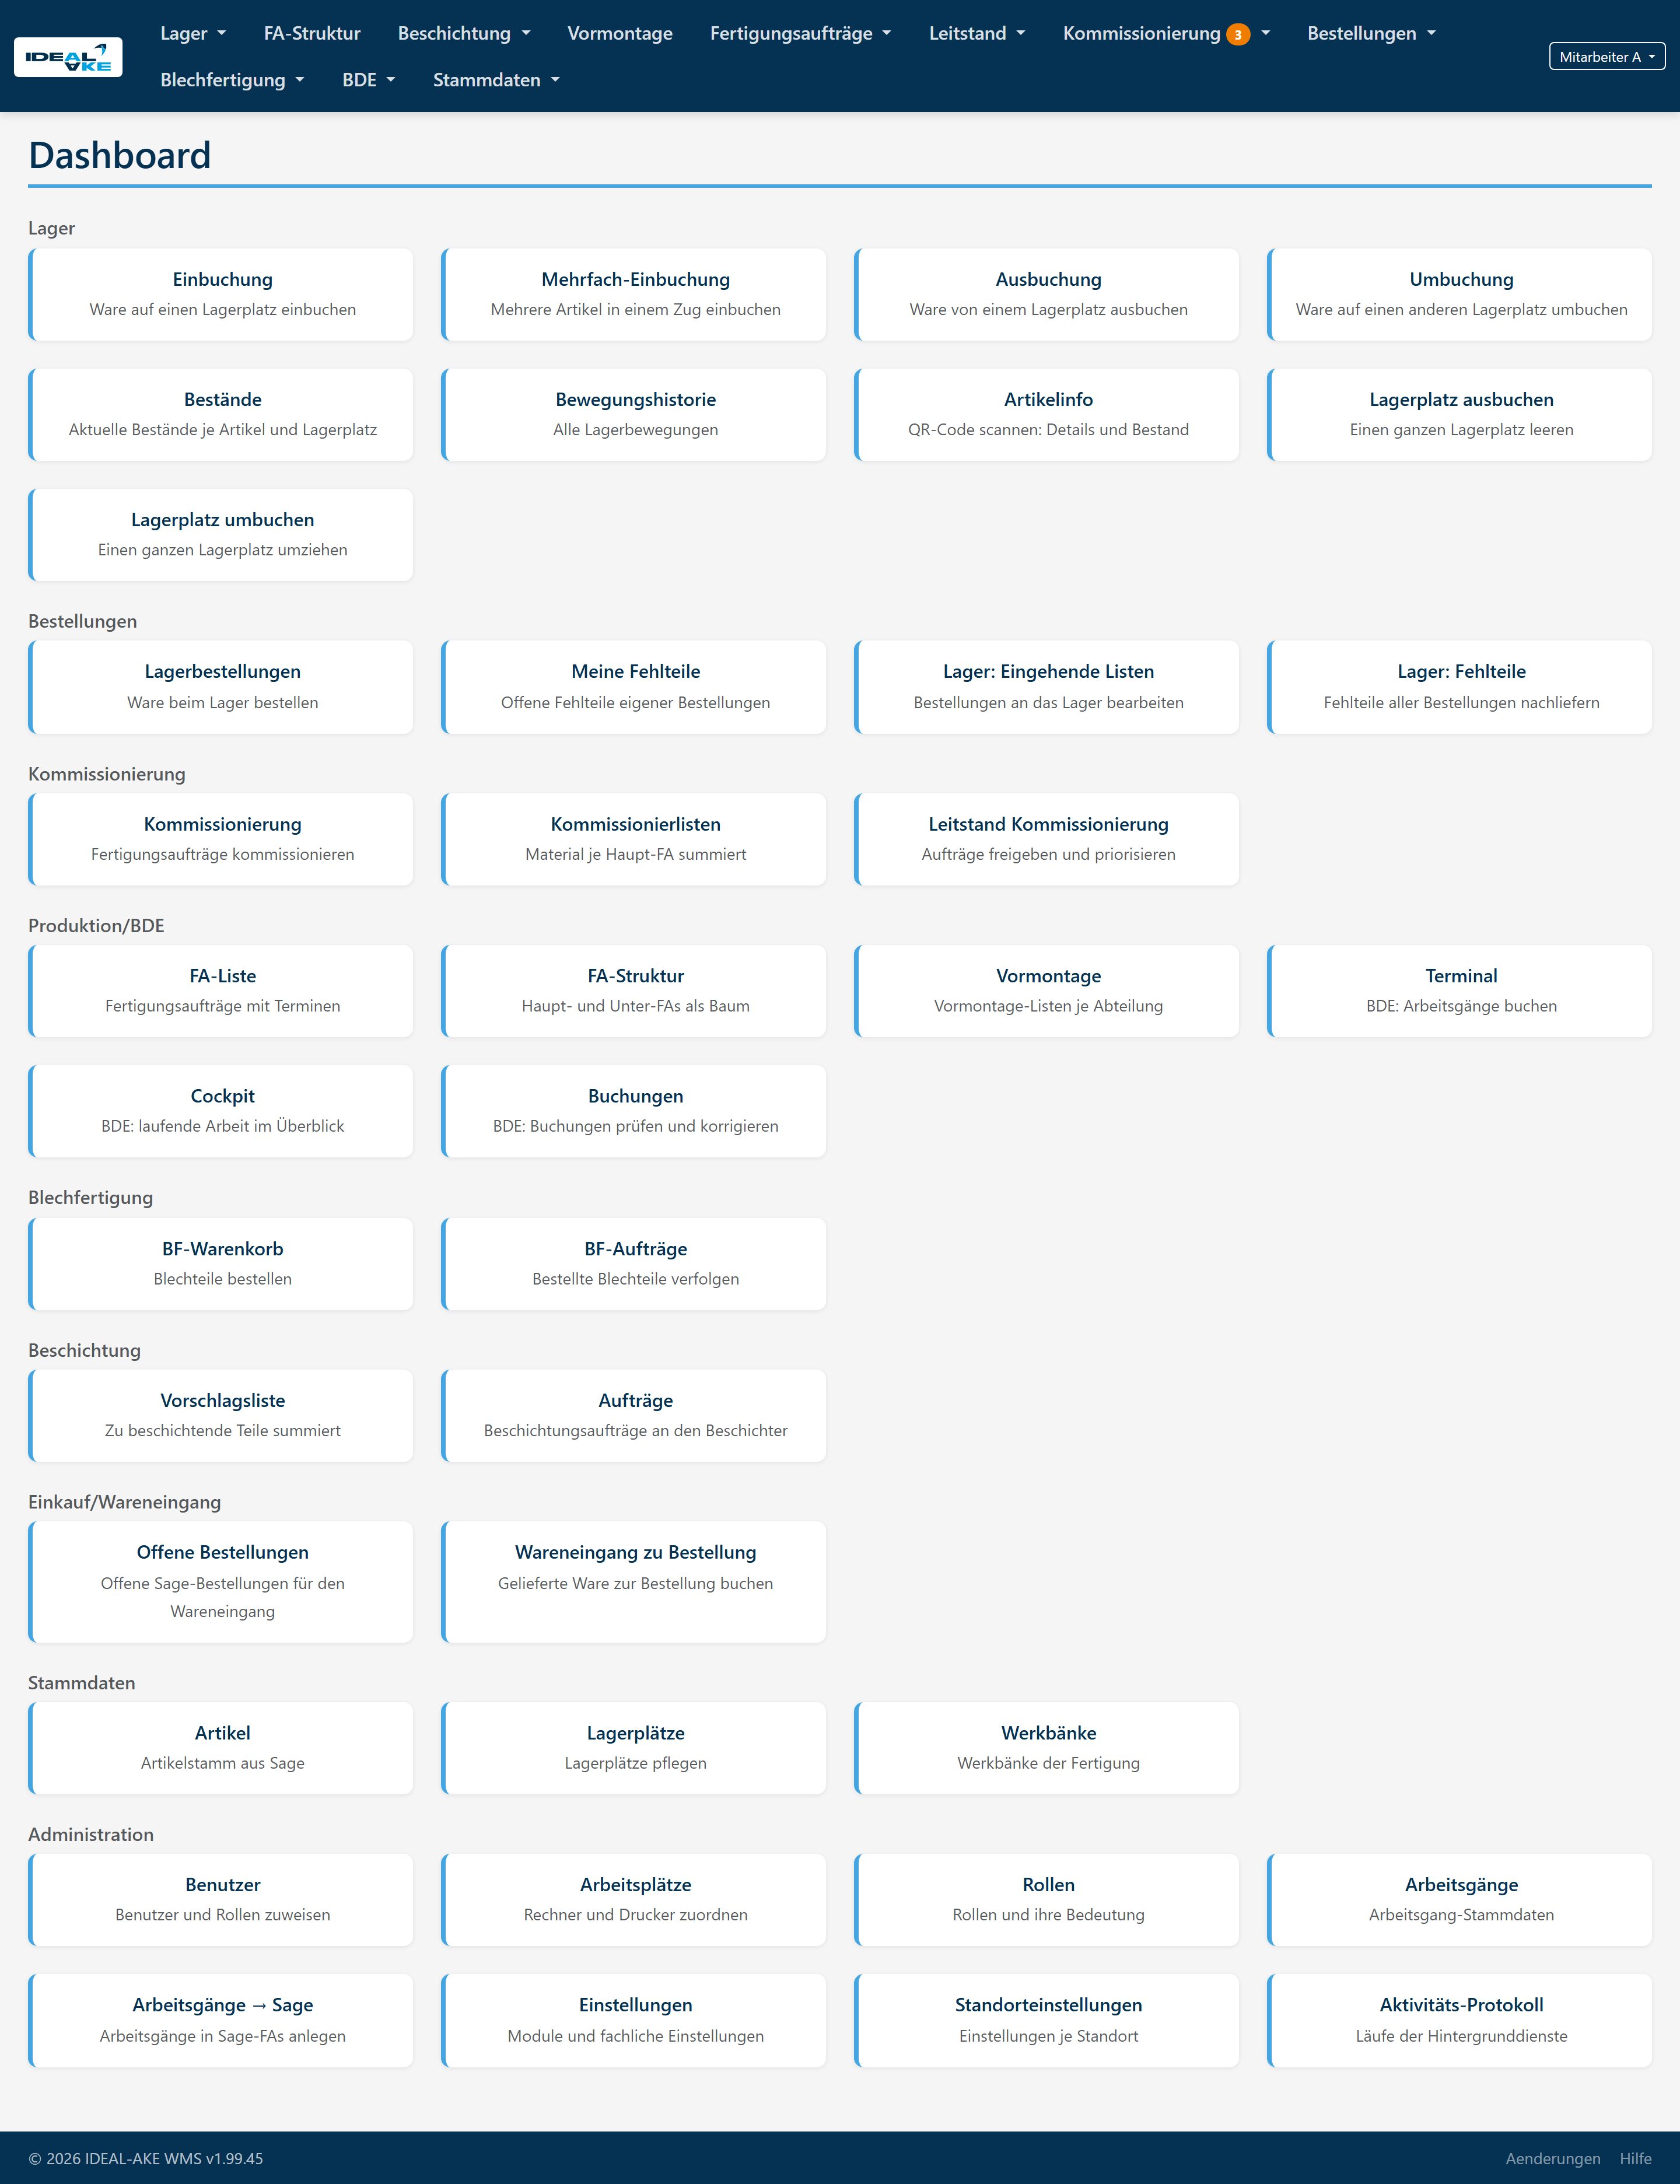 IDEAL AKE
Lager
FA-Struktur
Beschichtung
Vormontage
Fertigungsaufträge
Leitstand
Kommissionierung 3
Bestellungen
Blechfertigung
BDE
Stammdaten
Mitarbeiter A
Dashboard
Lager
Einbuchung
Ware auf einen Lagerplatz einbuchen
Mehrfach-Einbuchung
Mehrere Artikel in einem Zug einbuchen
Ausbuchung
Ware von einem Lagerplatz ausbuchen
Umbuchung
Ware auf einen anderen Lagerplatz umbuchen
Bestände
Aktuelle Bestände je Artikel und Lagerplatz
Bewegungshistorie
Alle Lagerbewegungen
Artikelinfo
QR-Code scannen: Details und Bestand
Lagerplatz ausbuchen
Einen ganzen Lagerplatz leeren
Lagerplatz umbuchen
Einen ganzen Lagerplatz umziehen
Bestellungen
Lagerbestellungen
Ware beim Lager bestellen
Meine Fehlteile
Offene Fehlteile eigener Bestellungen
Lager: Eingehende Listen
Bestellungen an das Lager bearbeiten
Lager: Fehlteile
Fehlteile aller Bestellungen nachliefern
Kommissionierung
Kommissionierung
Fertigungsaufträge kommissionieren
Kommissionierlisten
Material je Haupt-FA summiert
Leitstand Kommissionierung
Aufträge freigeben und priorisieren
Produktion/BDE
FA-Liste
Fertigungsaufträge mit Terminen
FA-Struktur
Haupt- und Unter-FAs als Baum
Vormontage
Vormontage-Listen je Abteilung
Terminal
BDE: Arbeitsgänge buchen
Cockpit
BDE: laufende Arbeit im Überblick
Buchungen
BDE: Buchungen prüfen und korrigieren
Blechfertigung
BF-Warenkorb
Blechteile bestellen
BF-Aufträge
Bestellte Blechteile verfolgen
Beschichtung
Vorschlagsliste
Zu beschichtende Teile summiert
Aufträge
Beschichtungsaufträge an den Beschichter
Einkauf/Wareneingang
Offene Bestellungen
Offene Sage-Bestellungen für den
Wareneingang
Wareneingang zu Bestellung
Gelieferte Ware zur Bestellung buchen
Stammdaten
Artikel
Artikelstamm aus Sage
Lagerplätze
Lagerplätze pflegen
Werkbänke
Werkbänke der Fertigung
Administration
Benutzer
Benutzer und Rollen zuweisen
Arbeitsplätze
Rechner und Drucker zuordnen
Rollen
Rollen und ihre Bedeutung
Arbeitsgänge
Arbeitsgang-Stammdaten
Arbeitsgänge → Sage
Arbeitsgänge in Sage-FAs anlegen
Einstellungen
Module und fachliche Einstellungen
Standorteinstellungen
Einstellungen je Standort
Aktivitäts-Protokoll
Läufe der Hintergrunddienste
© 2026 IDEAL-AKE WMS v1.99.45
Aenderungen
Hilfe